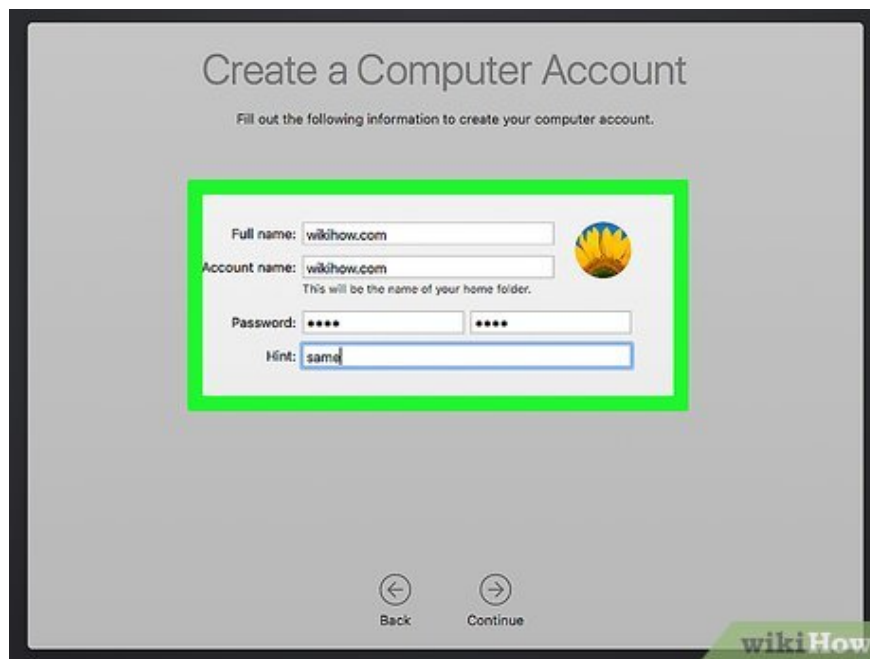 Create a Computer Account
Fill out the following information to create your computer account.
Full name: wikihow.com
Account name: wikihow.com
This will be the name of your home folder.
Password: •••• ••••
Hint: same
Back Continue
wikiHow